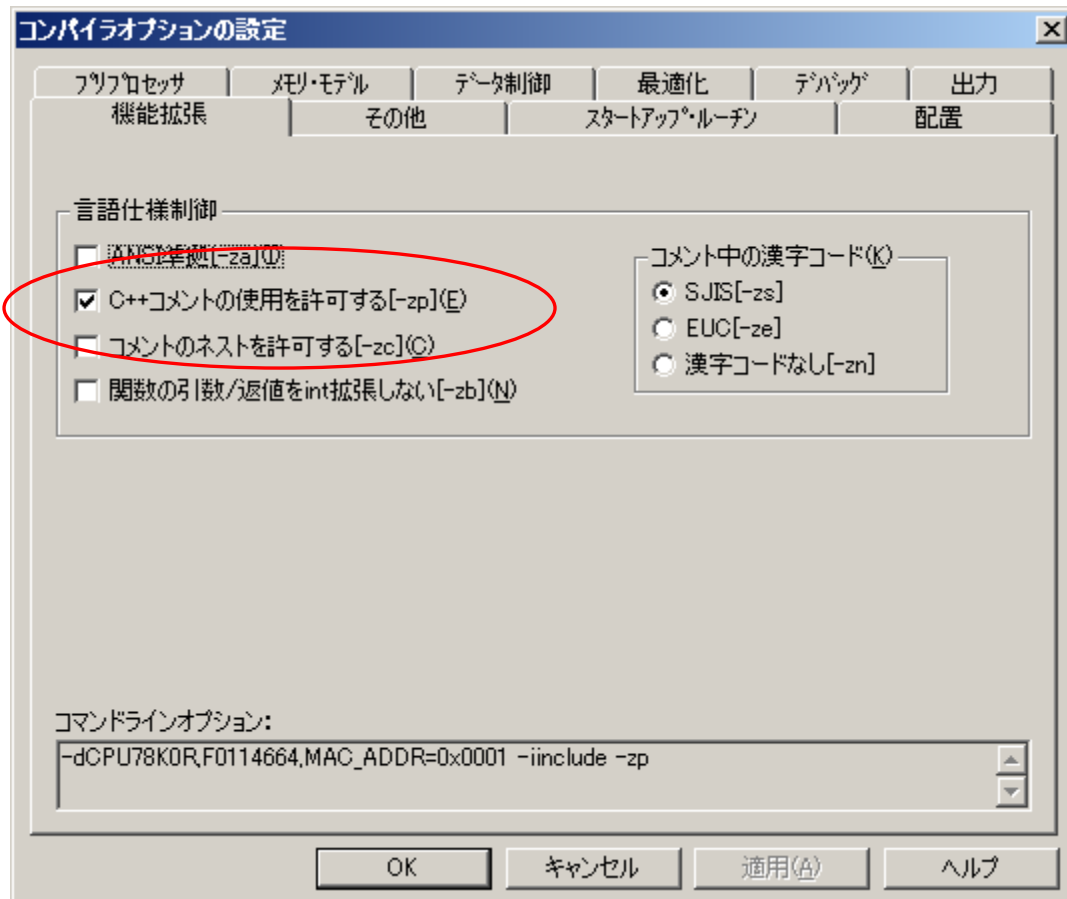 コンパイラオプションの設定
ﾌﾟﾘﾌﾟﾛｾｯｻ ﾒﾓﾘ・ﾓﾃﾞﾙ ﾃﾞｰﾀ制御 最適化 ﾃﾞﾊﾞｯｸﾞ 出力
機能拡張 その他 ｽﾀｰﾄｱｯﾌﾟ・ﾙｰﾁﾝ 配置
言語仕様制御
ANSI準拠[-za](I)
C++コメントの使用を許可する[-zp](E)
コメントのネストを許可する[-zc](C)
関数の引数/返値をint拡張しない[-zb](N)
コメント中の漢字コード(K)
SJIS[-zs]
EUC[-ze]
漢字コードなし[-zn]
コマンドラインオプション:
-dCPU78K0R,F0114664,MAC_ADDR=0x0001 -iinclude -zp
OK キャンセル 適用(A) ヘルプ